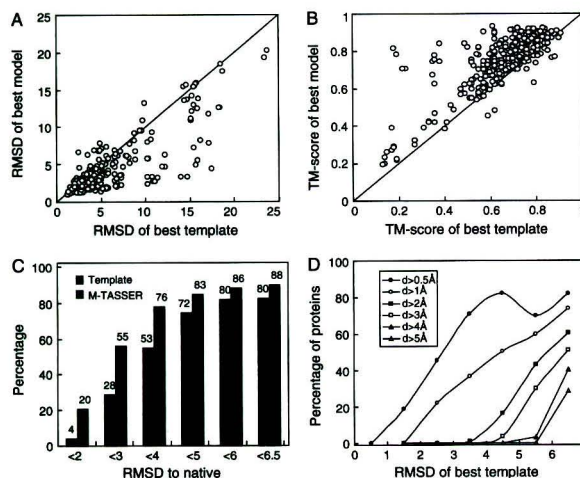 A
25
20
15
10
5
0
0 5 10 15 20 25
RMSD of best model
RMSD of best template
B
1
0.8
0.6
0.4
0.2
0
0 0.2 0.4 0.6 0.8 1
TM-score of best model
TM-score of best template
C
100
80
60
40
20
0
Template
M-TASSER
4 20 28 55 53 76 72 83 80 86 80 88
<2 <3 <4 <5 <6 <6.5
Percentage
RMSD to native
D
100
80
60
40
20
0
d>0.5Å
d>1Å
d>2Å
d>3Å
d>4Å
d>5Å
0 1 2 3 4 5 6 7
Percentage of proteins
RMSD of best template